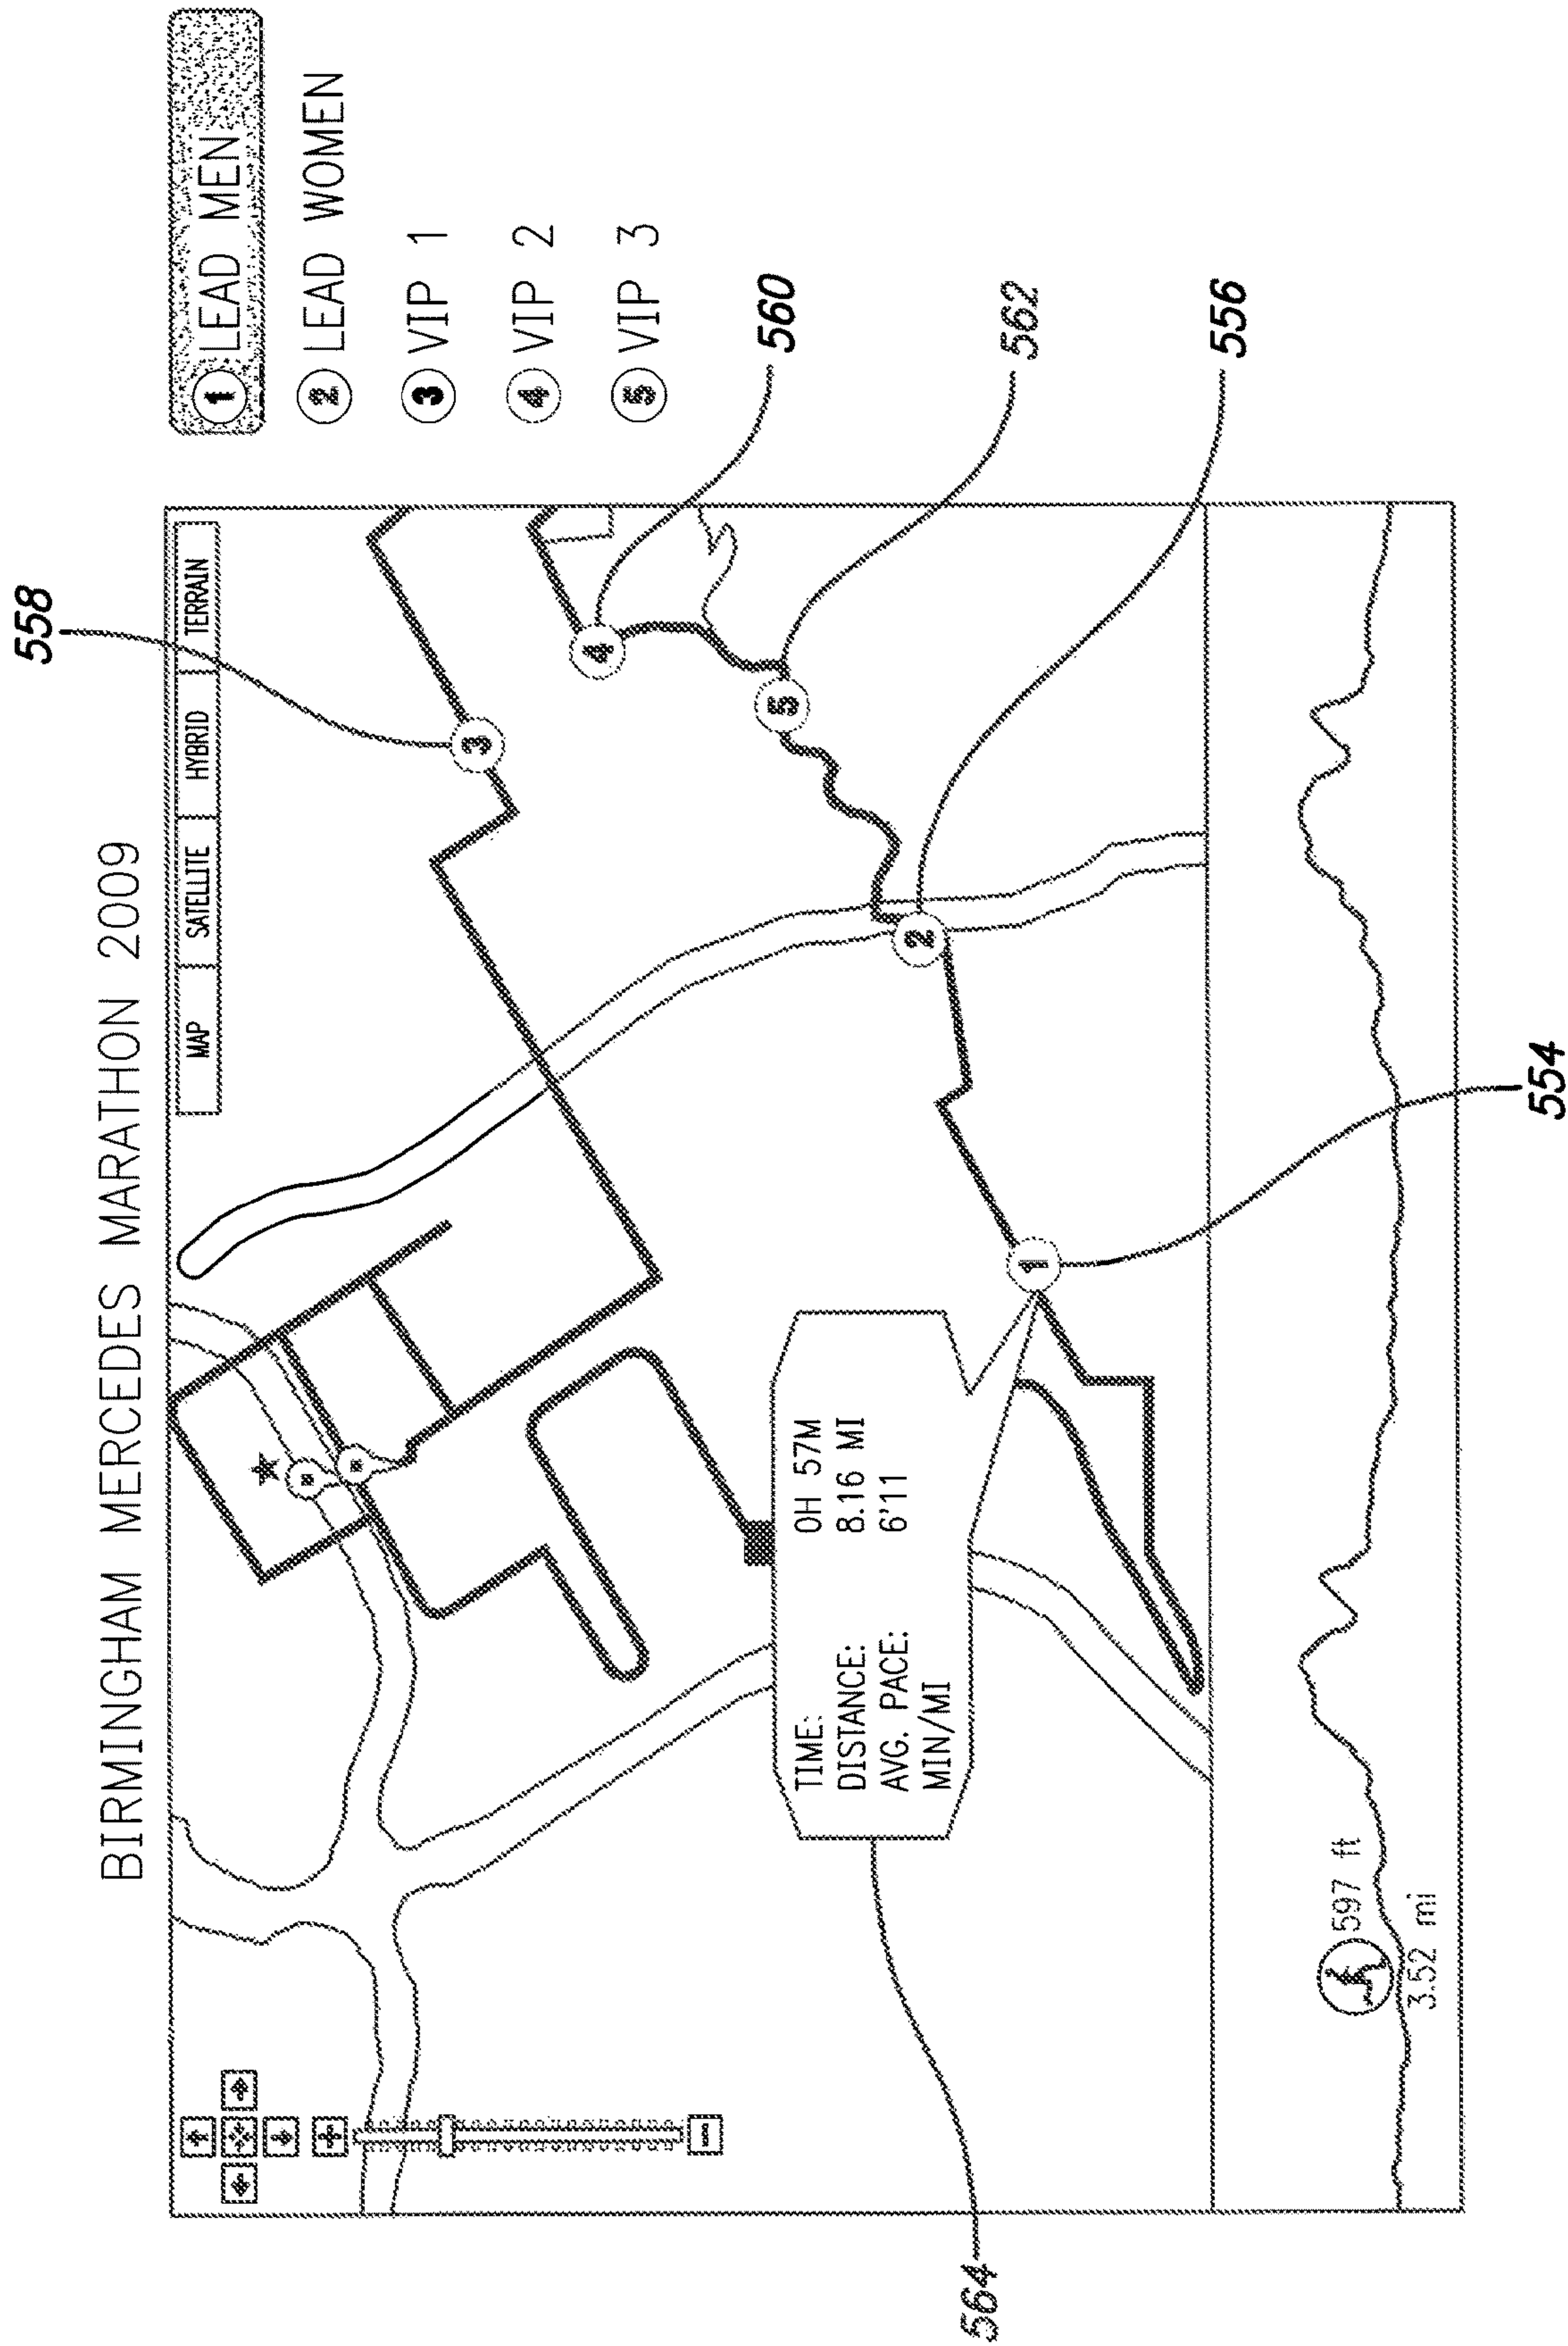 BIRMINGHAM MERCEDES MARATHON 2009
MAP SATELLITE HYBRID TERRAIN
558
1 LEAD MEN
2 LEAD WOMEN
3 VIP 1
4 VIP 2
5 VIP 3
3
4
560
5
562
2
556
TIME: 0H 57M
DISTANCE: 8.16 MI
AVG. PACE: 6'11
MIN/MI
1
564
554
597 ft
3.52 mi